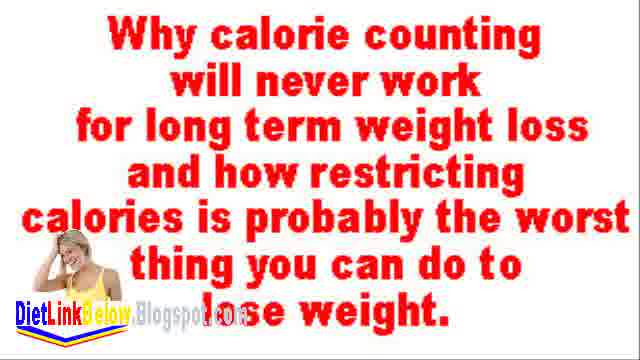 Why calorie counting
will never work
for long term weight loss
and how restricting
calories is probably the worst
thing you can do to
lose weight.
DietLinkBelow.Blogspot.com